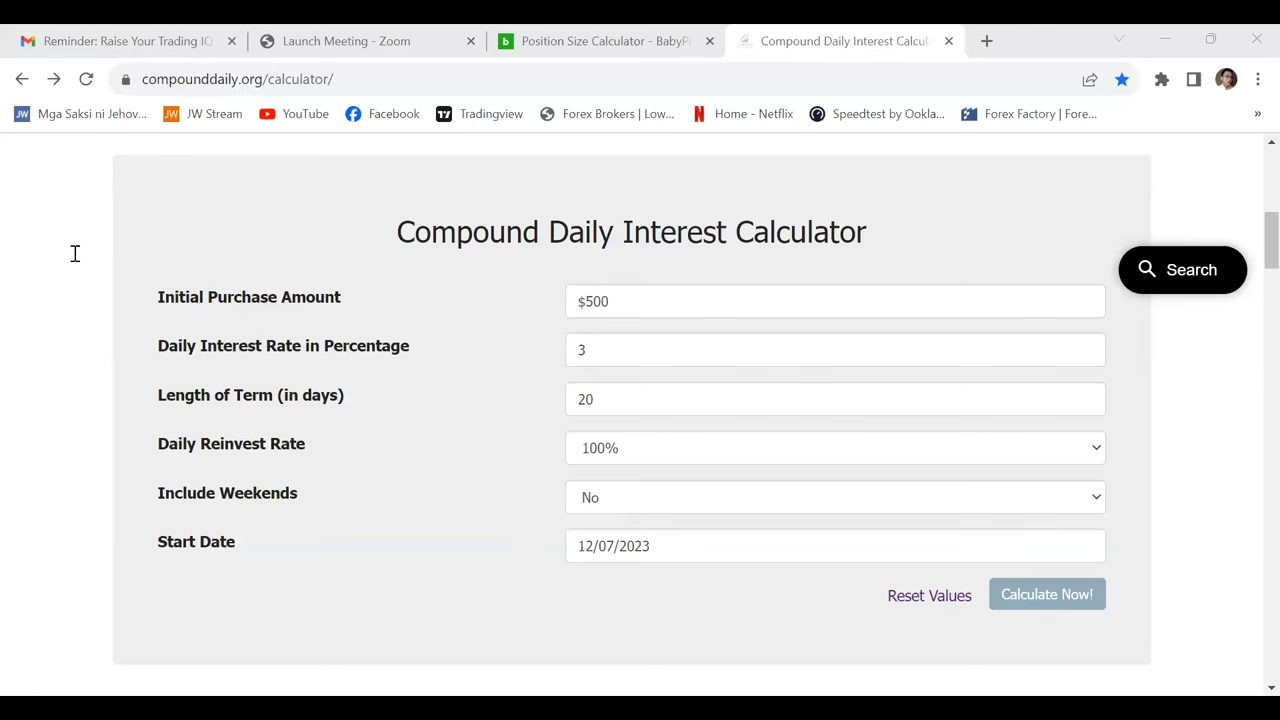 Reminder: Raise Your Trading IQ
Launch Meeting - Zoom
Position Size Calculator - BabyPi
Compound Daily Interest Calcul
compounddaily.org/calculator/
Mga Saksi ni Jehov...
JW Stream
YouTube
Facebook
Tradingview
Forex Brokers | Low...
Home - Netflix
Speedtest by Ookla...
Forex Factory | Fore...
»
Compound Daily Interest Calculator
Search
Initial Purchase Amount
$500
Daily Interest Rate in Percentage
3
Length of Term (in days)
20
Daily Reinvest Rate
100%
Include Weekends
No
Start Date
12/07/2023
Reset Values
Calculate Now!